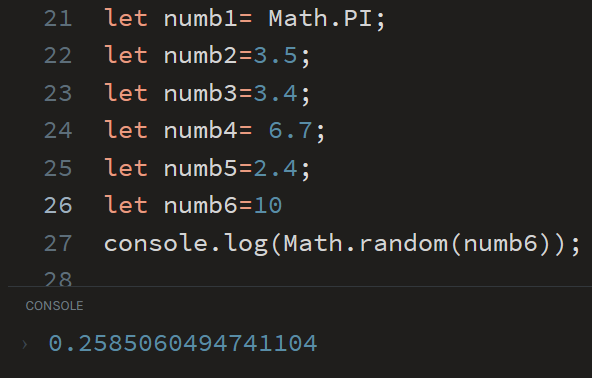 21 let numb1= Math.PI;
22 let numb2=3.5;
23 let numb3=3.4;
24 let numb4= 6.7;
25 let numb5=2.4;
26 let numb6=10
27 console.log(Math.random(numb6));
28
CONSOLE
› 0.2585060494741104